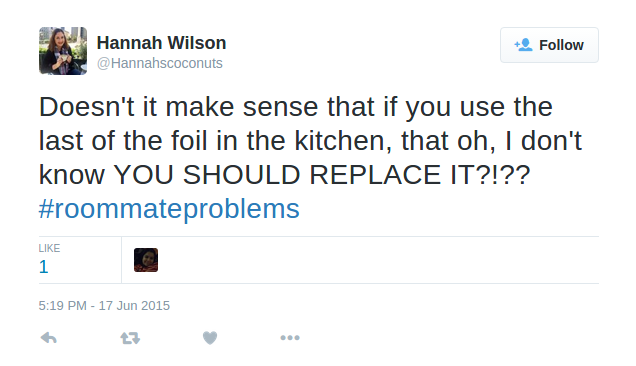 Hannah Wilson
@Hannahscoconuts
Follow
Doesn't it make sense that if you use the
last of the foil in the kitchen, that oh, I don't
know YOU SHOULD REPLACE IT?!??
#roommateproblems
LIKE
1
5:19 PM - 17 Jun 2015